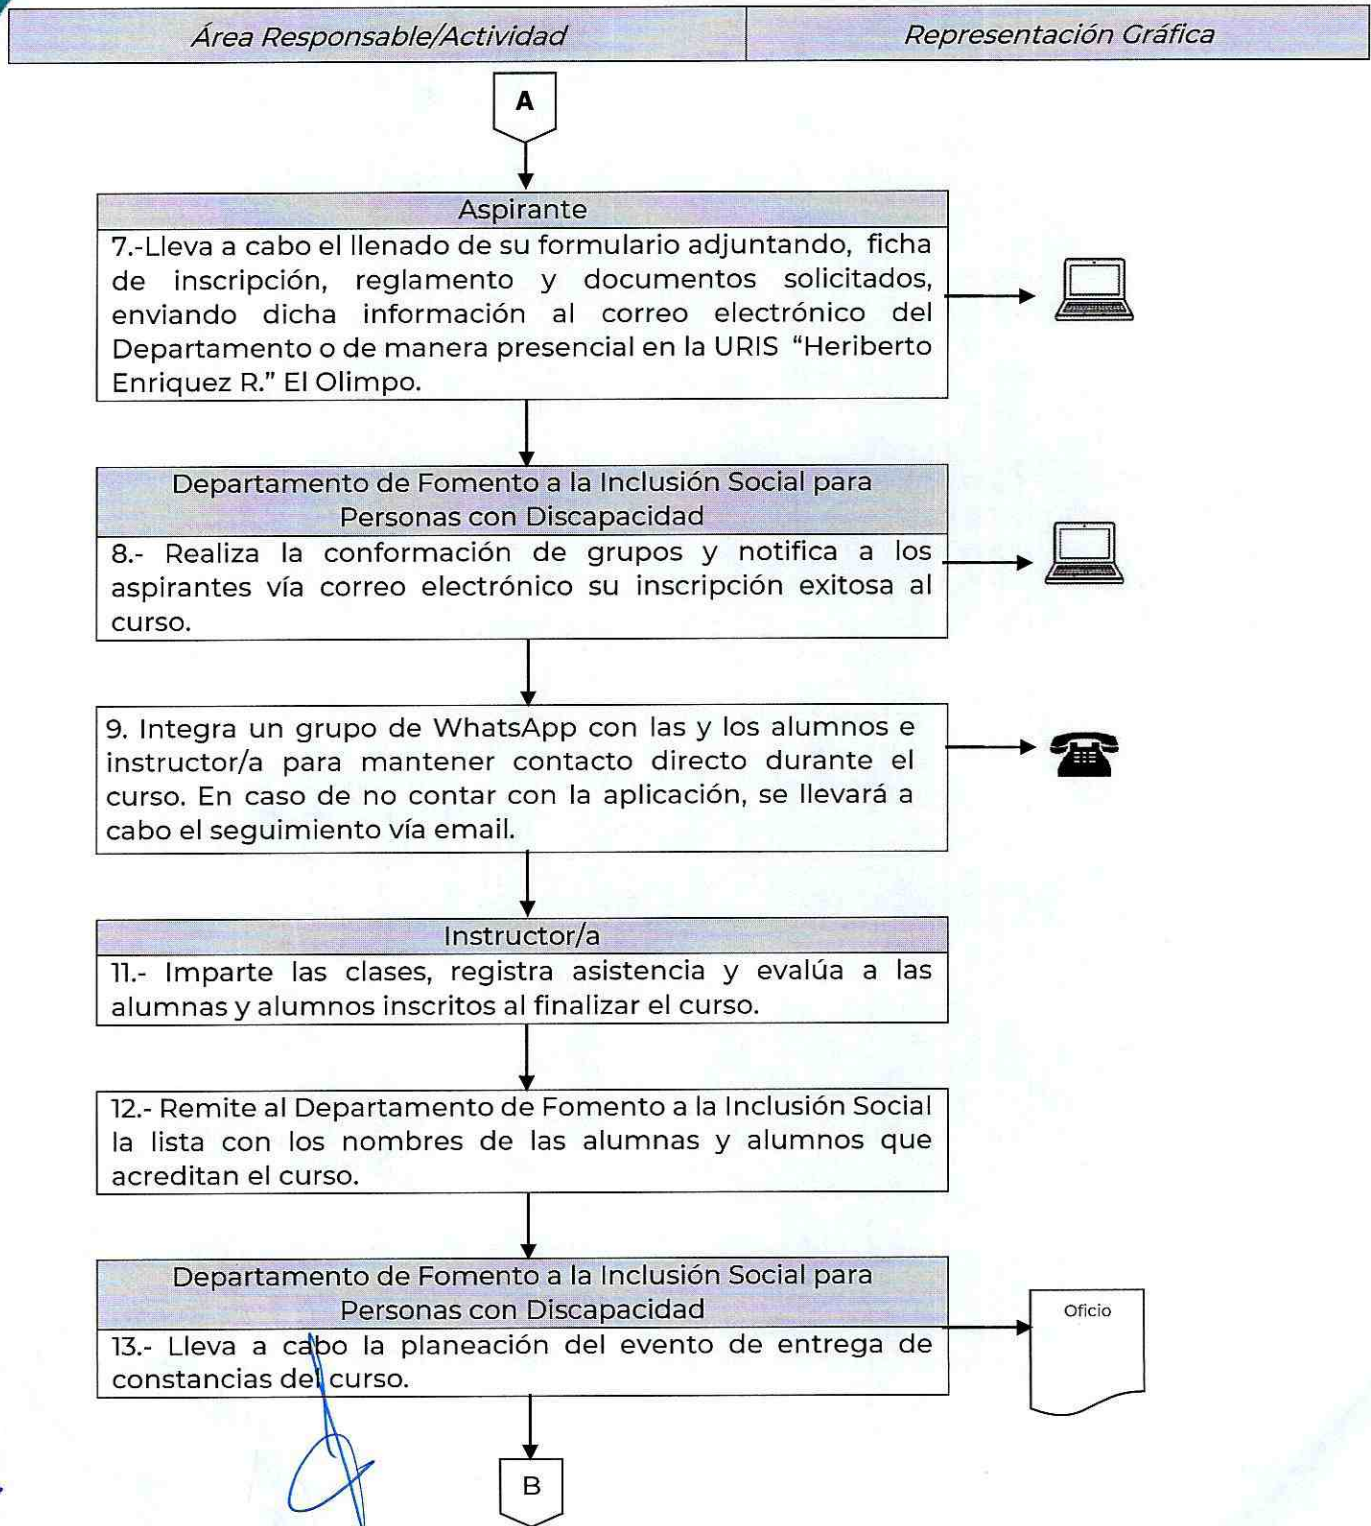 Área Responsable/Actividad
Representación Gráfica
A
Aspirante
7.-Lleva a cabo el llenado de su formulario adjuntando, ficha
de inscripción, reglamento y documentos solicitados,
enviando dicha información al correo electrónico del
Departamento o de manera presencial en la URIS “Heriberto
Enriquez R.” El Olimpo.
Departamento de Fomento a la Inclusión Social para
Personas con Discapacidad
8.- Realiza la conformación de grupos y notifica a los
aspirantes vía correo electrónico su inscripción exitosa al
curso.
9. Integra un grupo de WhatsApp con las y los alumnos e
instructor/a para mantener contacto directo durante el
curso. En caso de no contar con la aplicación, se llevará a
cabo el seguimiento vía email.
Instructor/a
11.- Imparte las clases, registra asistencia y evalúa a las
alumnas y alumnos inscritos al finalizar el curso.
12.- Remite al Departamento de Fomento a la Inclusión Social
la lista con los nombres de las alumnas y alumnos que
acreditan el curso.
Departamento de Fomento a la Inclusión Social para
Personas con Discapacidad
13.- Lleva a cabo la planeación del evento de entrega de
constancias del curso.
Oficio
B